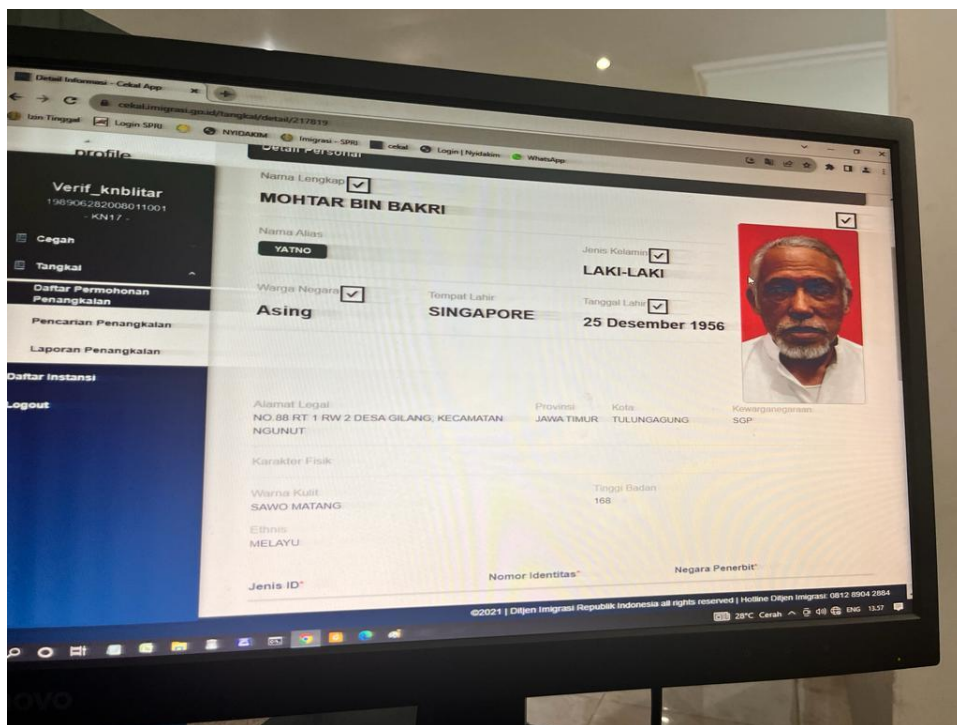 Detail Informasi - Cekal App
cekal.imigrasi.go.id/tangkal/detail/217819
Izin Tinggal
Login SPRI
NYIDAKIM
Imigrasi - SPRI
cekal
Login | Nyidakim
WhatsApp
profile
Detail Personal
Verif_knblitar
198906282008011001
- KN17 -
Cegah
Tangkal
Daftar Permohonan
Penangkalan
Pencarian Penangkalan
Laporan Penangkalan
Daftar Instansi
Logout
Nama Lengkap
MOHTAR BIN BAKRI
Nama Alias
YATNO
Jenis Kelamin
LAKI-LAKI
Warga Negara
Asing
Tempat Lahir
SINGAPORE
Tanggal Lahir
25 Desember 1956
Alamat Legal
NO.88 RT 1 RW 2 DESA GILANG, KECAMATAN
NGUNUT
Provinsi
JAWA TIMUR
Kota
TULUNGAGUNG
Kewarganegaraan
SGP
Karakter Fisik
Warna Kulit
SAWO MATANG
Tinggi Badan
168
Ethnis
MELAYU
Jenis ID*
Nomor Identitas*
Negara Penerbit*
©2021 | Ditjen Imigrasi Republik Indonesia all rights reserved | Hotline Ditjen Imigrasi: 0812 8904 2884
28°C Cerah
ENG
13.57